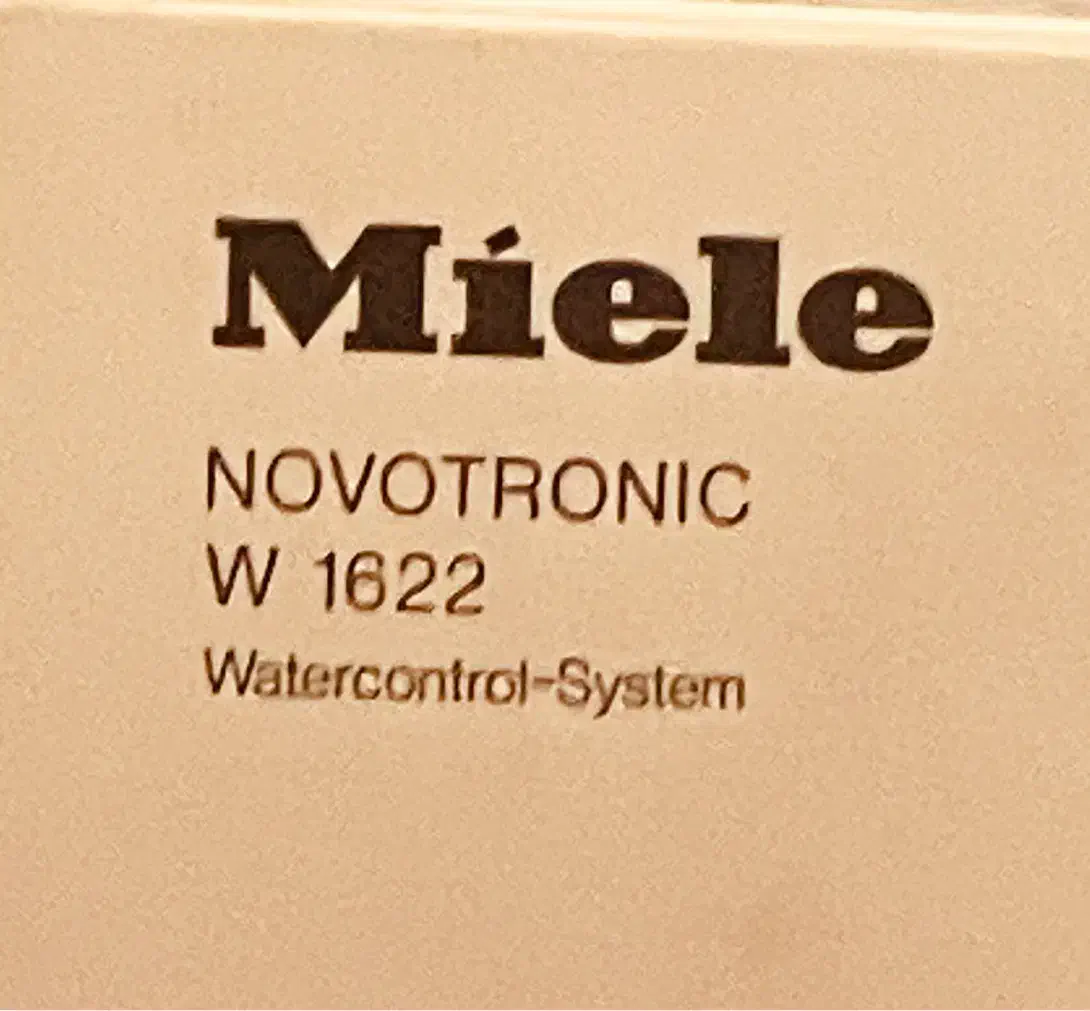 Miele
NOVOTRONIC
W 1622
Watercontrol-System